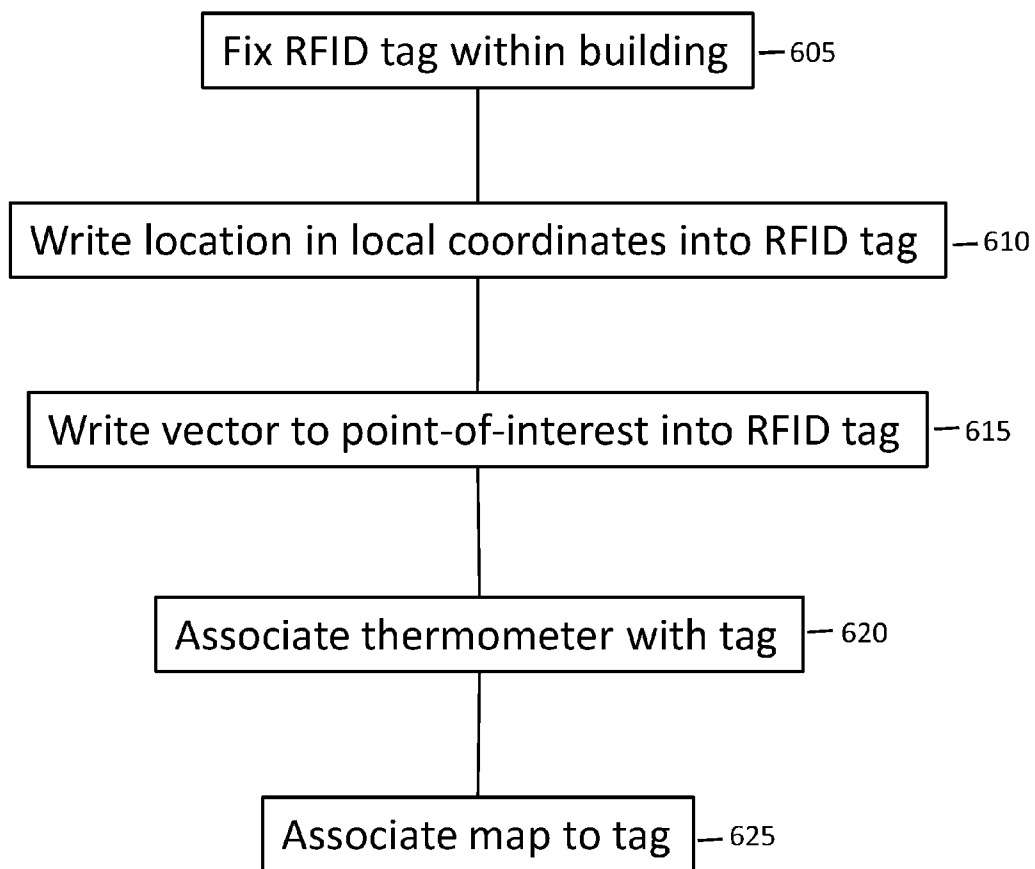 Fix RFID tag within building
605
Write location in local coordinates into RFID tag
610
Write vector to point-of-interest into RFID tag
615
Associate thermometer with tag
620
Associate map to tag
625